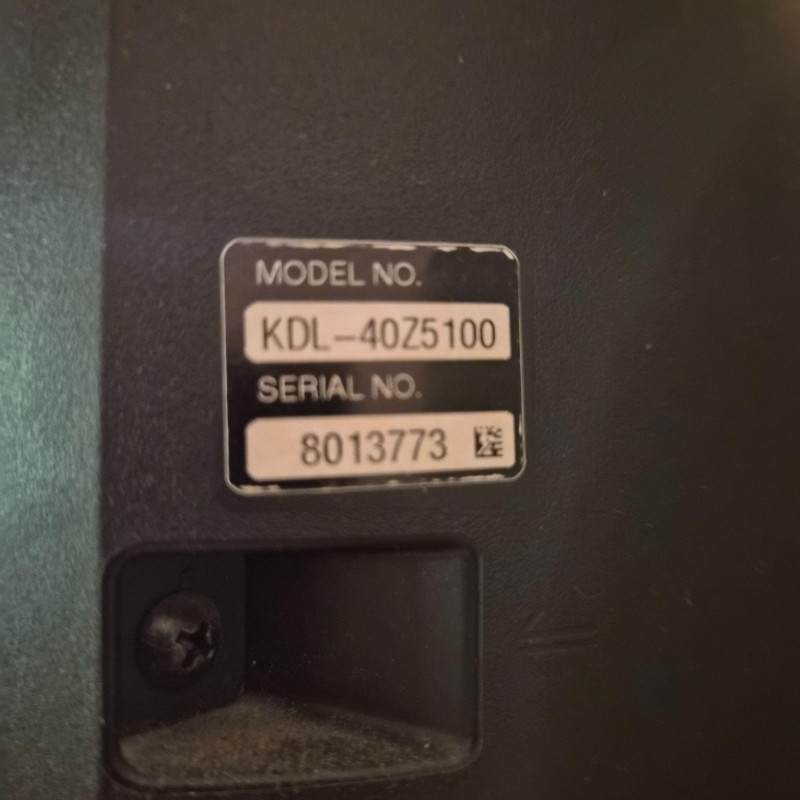 MODEL NO.
KDL-40Z5100
SERIAL NO.
8013773